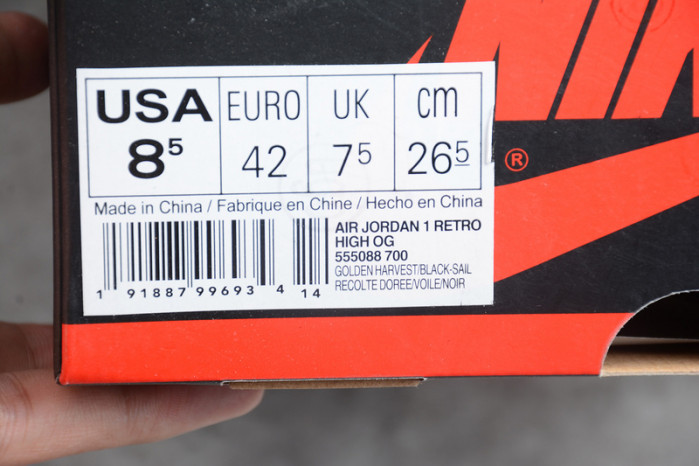 USA EURO UK cm
8⁵ 42 7⁵ 26⁵
Made in China / Fabrique en Chine / Hecho en China
AIR JORDAN 1 RETRO
HIGH OG
555088 700
GOLDEN HARVEST/BLACK-SAIL
RECOLTE DOREE/VOILE/NOIR
1 91887 99693 4 14
®